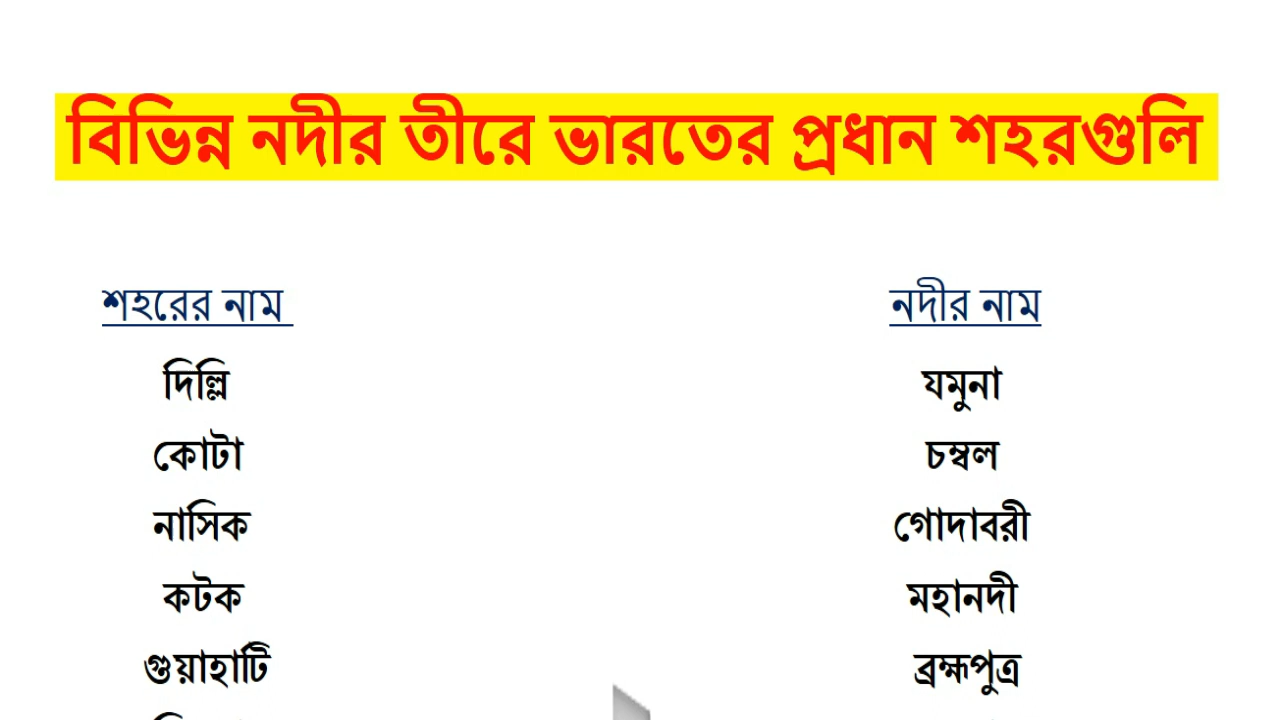 বিভিন্ন নদীর তীরে ভারতের প্রধান শহরগুলি
শহরের নাম নদীর নাম
দিল্লি যমুনা
কোটা চম্বল
নাসিক গোদাবরী
কটক মহানদী
গুয়াহাটি ব্রহ্মপুত্র